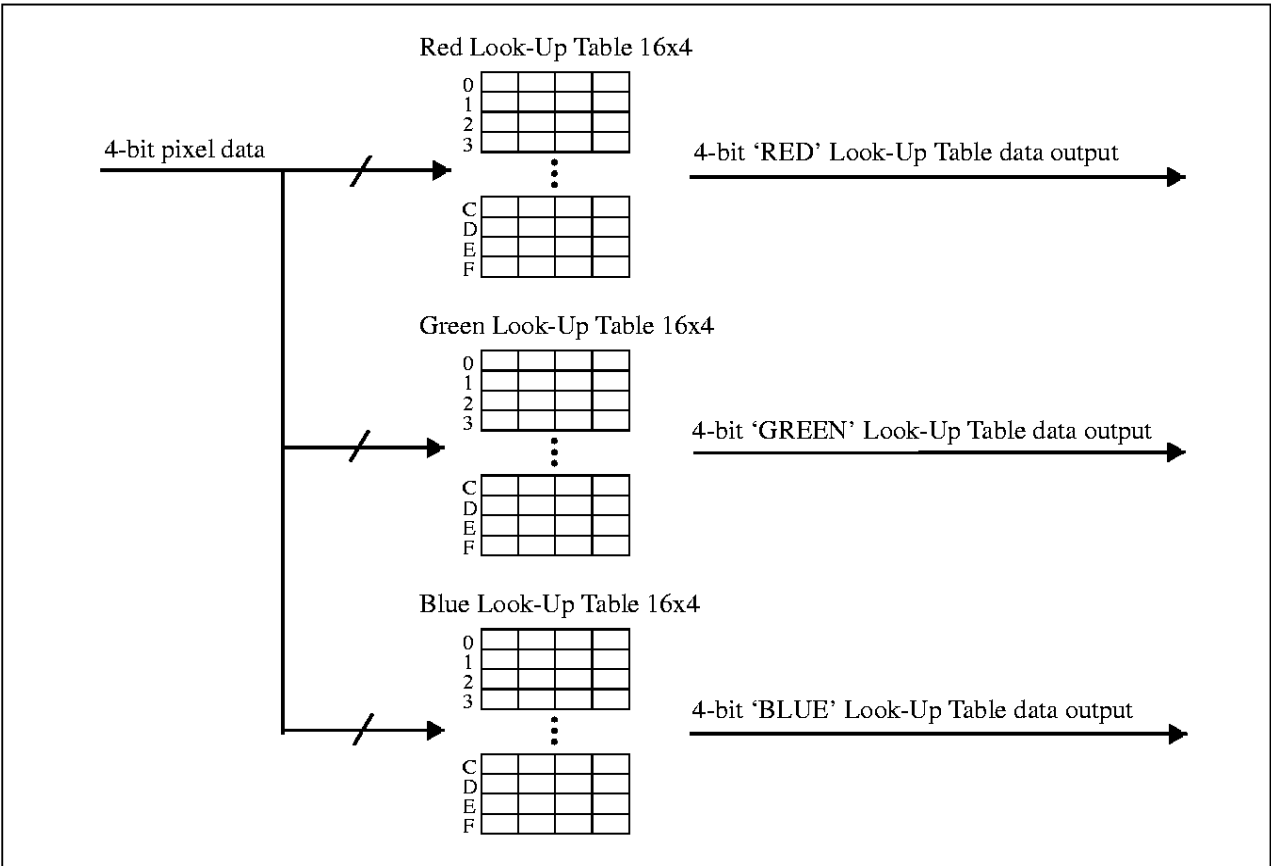 Red Look-Up Table 16x4
0
1
2
3
4-bit pixel data
4-bit ‘RED’ Look-Up Table data output
C
D
E
F
Green Look-Up Table 16x4
0
1
2
3
4-bit ‘GREEN’ Look-Up Table data output
C
D
E
F
Blue Look-Up Table 16x4
0
1
2
3
4-bit ‘BLUE’ Look-Up Table data output
C
D
E
F